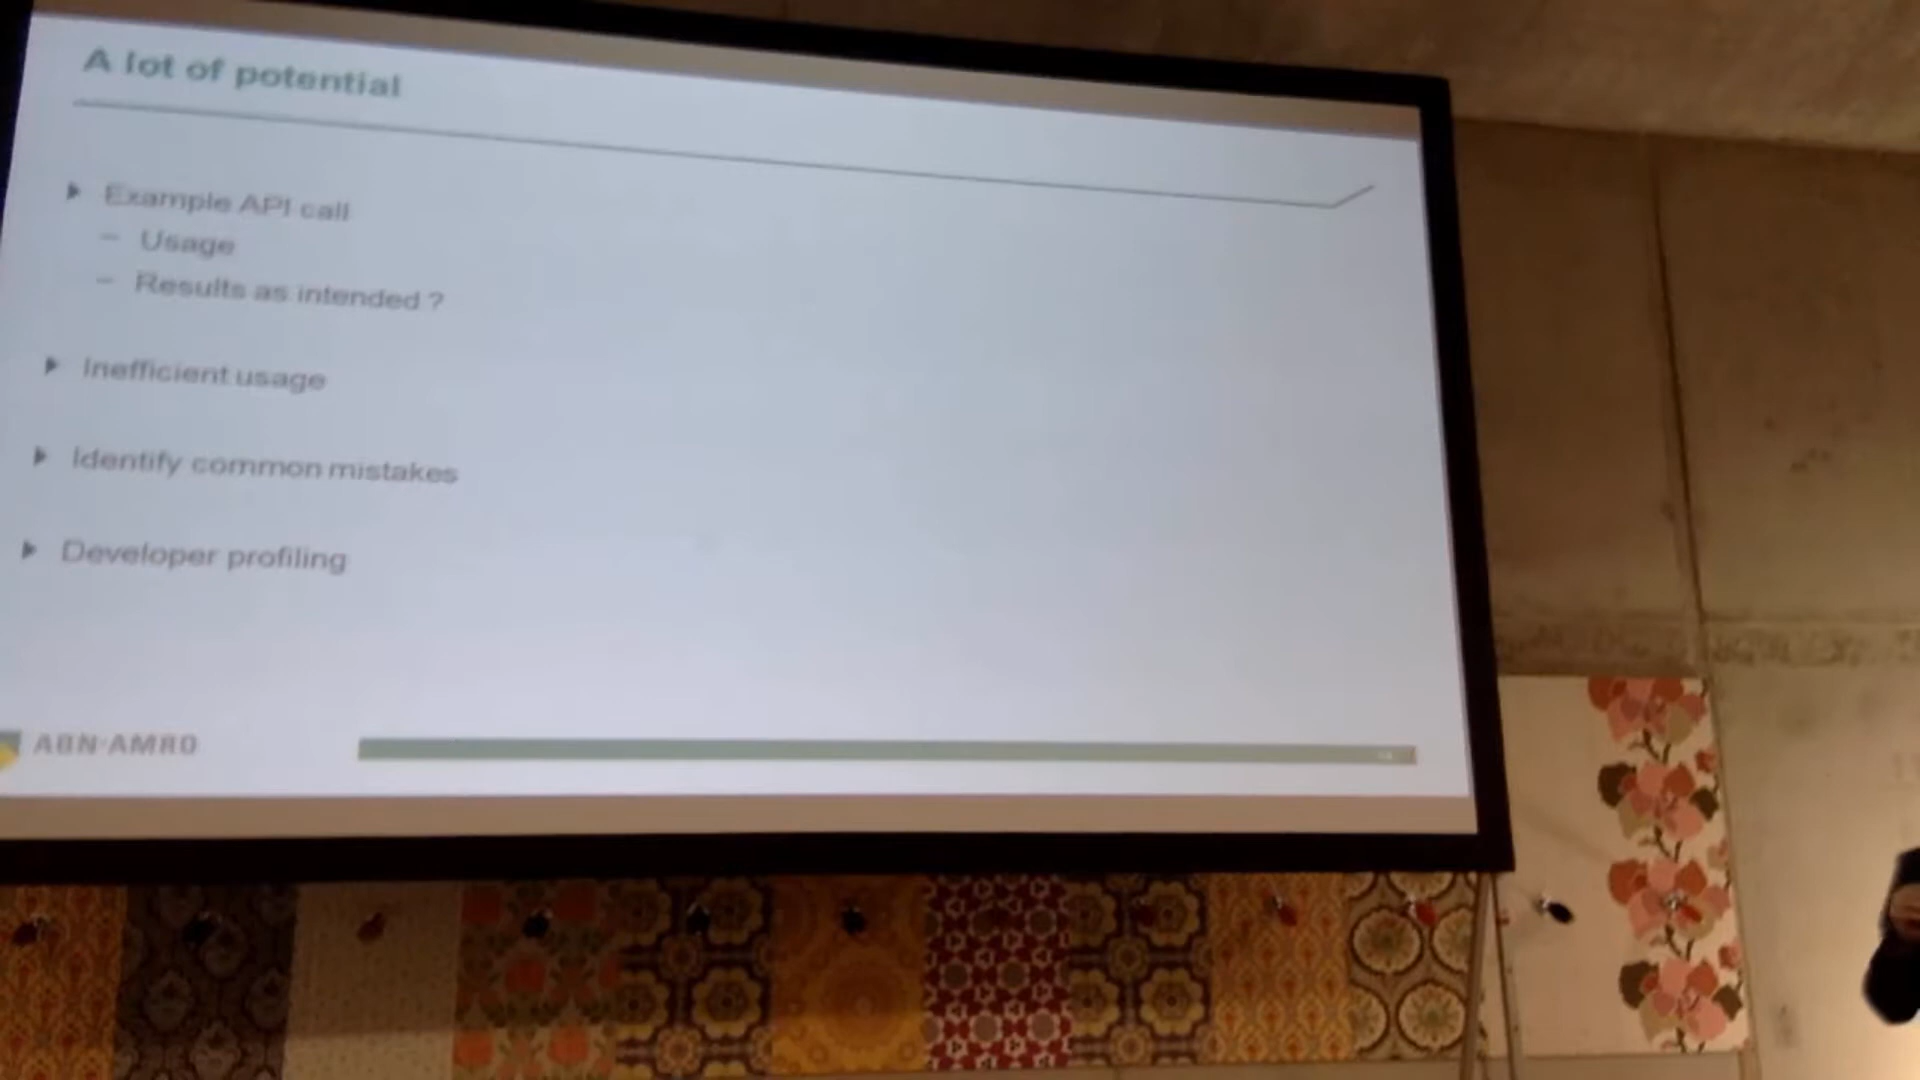 A lot of potential
Example API call
– Usage
– Results as intended ?
Inefficient usage
Identify common mistakes
Developer profiling
ABN·AMRO